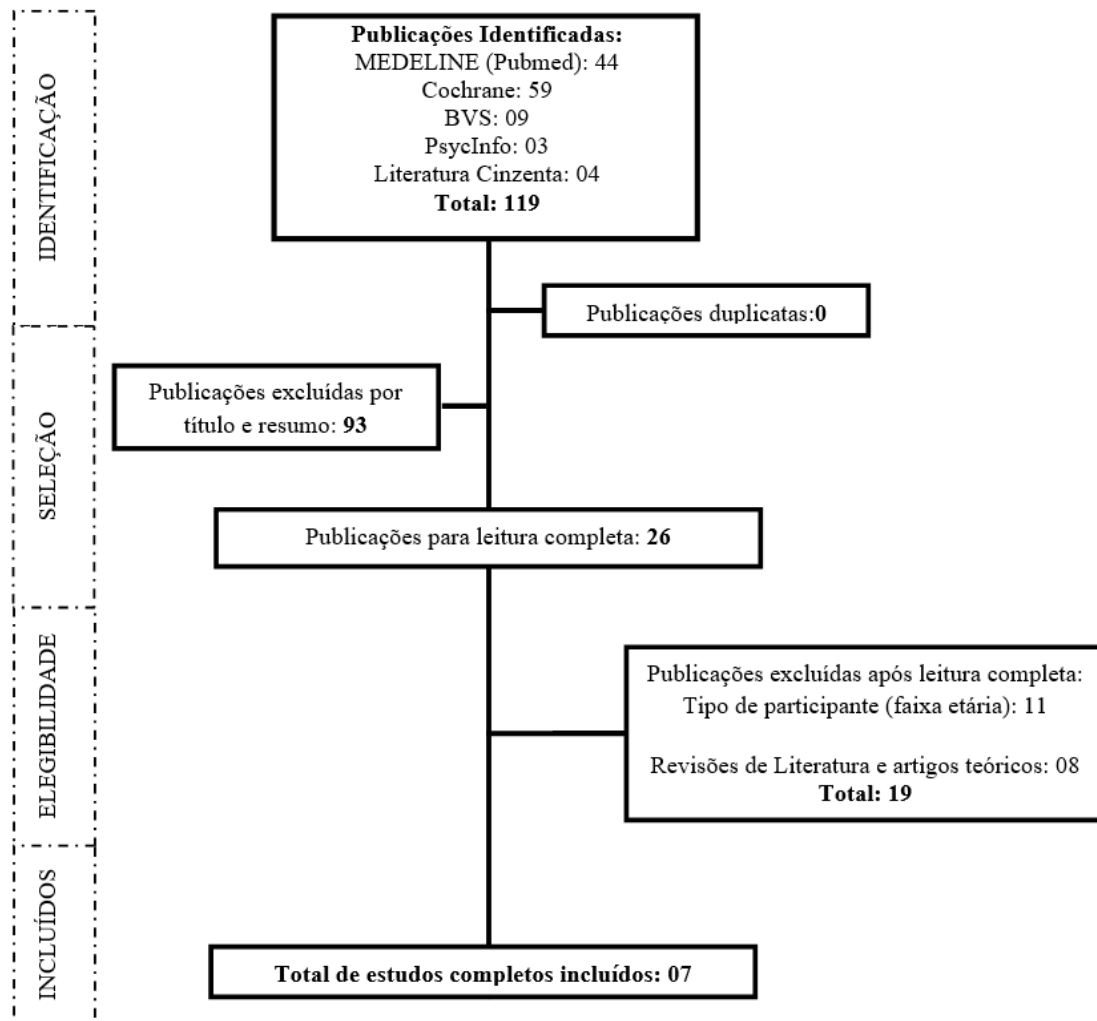 IDENTIFICAÇÃO
Publicações Identificadas:
MEDELINE (Pubmed): 44
Cochrane: 59
BVS: 09
PsycInfo: 03
Literatura Cinzenta: 04
Total: 119
Publicações duplicatas:0
SELEÇÃO
Publicações excluídas por
título e resumo: 93
Publicações para leitura completa: 26
ELEGIBILIDADE
Publicações excluídas após leitura completa:
Tipo de participante (faixa etária): 11
Revisões de Literatura e artigos teóricos: 08
Total: 19
INCLUÍDOS
Total de estudos completos incluídos: 07